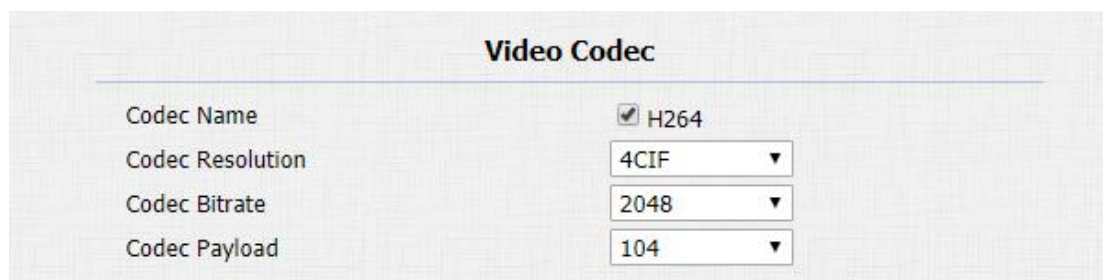 Video Codec
Codec Name H264
Codec Resolution 4CIF
Codec Bitrate 2048
Codec Payload 104